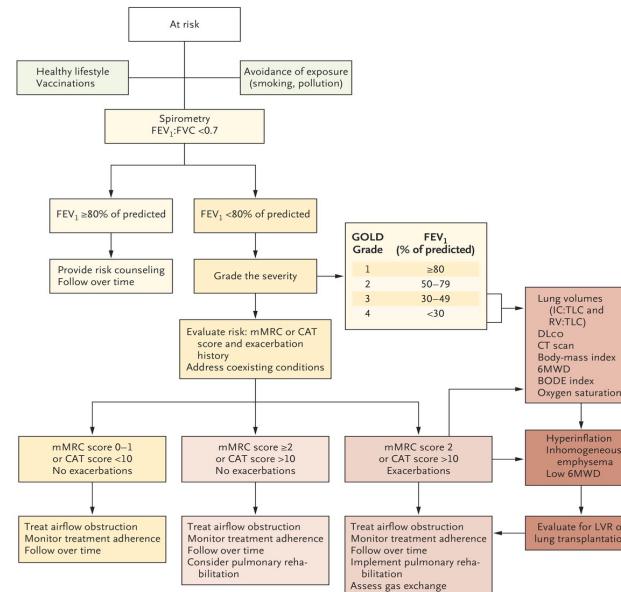 At risk
Healthy lifestyle
Vaccinations
Avoidance of exposure
(smoking, pollution)
Spirometry
FEV₁:FVC <0.7
FEV₁ ≥80% of predicted
FEV₁ <80% of predicted
Provide risk counseling
Follow over time
Grade the severity
GOLD Grade FEV₁ (% of predicted)
1 ≥80
2 50–79
3 30–49
4 <30
Evaluate risk: mMRC or CAT
score and exacerbation
history
Address coexisting conditions
Lung volumes
(IC:TLC and
RV:TLC)
DLco
CT scan
Body-mass index
6MWD
BODE index
Oxygen saturation
mMRC score 0–1
or CAT score <10
No exacerbations
mMRC score ≥2
or CAT score >10
No exacerbations
mMRC score 2
or CAT score >10
Exacerbations
Hyperinflation
Inhomogeneous
emphysema
Low 6MWD
Treat airflow obstruction
Monitor treatment adherence
Follow over time
Treat airflow obstruction
Monitor treatment adherence
Follow over time
Consider pulmonary reha-
bilitation
Treat airflow obstruction
Monitor treatment adherence
Follow over time
Implement pulmonary reha-
bilitation
Assess gas exchange
Evaluate for LVR o
lung transplantation